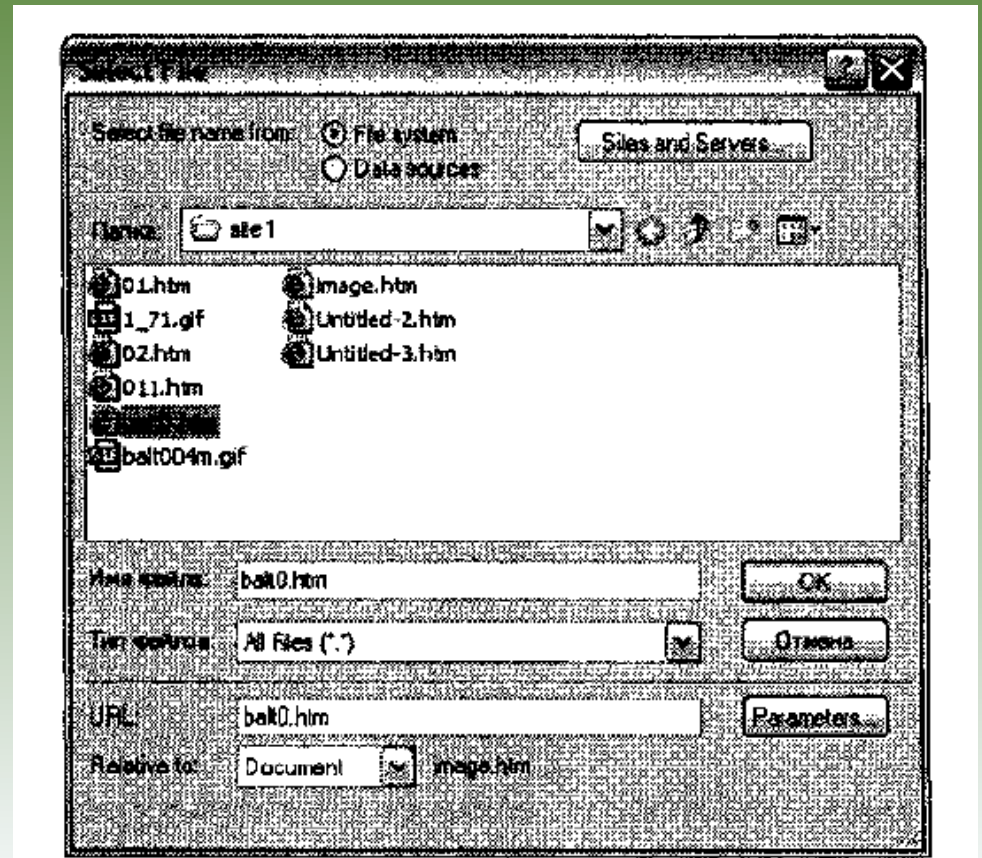 Select File
Select file name from: File system
Data sources
Sites and Servers...
Папка: site1
01.htm
1_71.gif
02.htm
011.htm
balt004m.gif
image.htm
Untitled-2.htm
Untitled-3.htm
Имя файла: balt0.htm
OK
Тип файлов: All Files (*.*)
Отмена
URL: balt0.htm
Parameters...
Relative to: Document image.htm